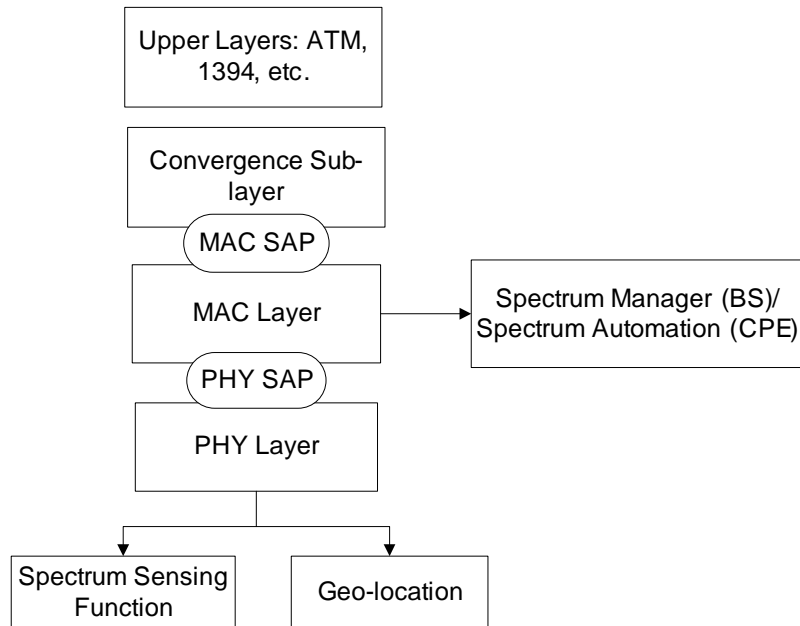 Upper Layers: ATM,
1394, etc.
Convergence Sub-
layer
MAC SAP
MAC Layer
Spectrum Manager (BS)/
Spectrum Automation (CPE)
PHY SAP
PHY Layer
Spectrum Sensing
Function
Geo-location